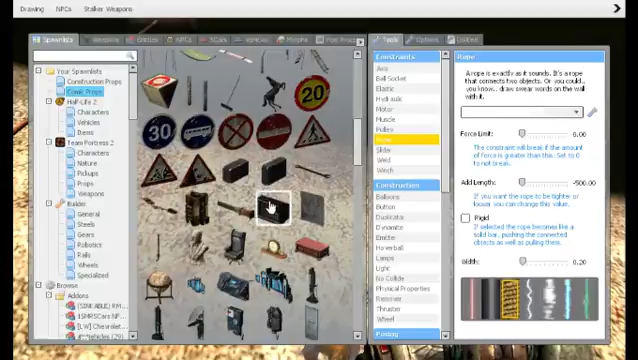 Drawing NPCs Stalker Weapons
Spawnlists Weapons Entities NPCs Cars Vehicles
Tools Options Utilities
Your Spawnlists
Construction Props
Comic Props
Half-Life 2
Characters
Vehicles
Items
Team Fortress 2
Characters
Nature
Pickups
Props
Weapons
Builder
General
Steels
Gears
Robotics
Rails
Wheels
Specialized
Browse
Addons
20
30
Constraints
Axis
Ball Socket
Elastic
Hydraulic
Motor
Muscle
Pulley
Rope
Slider
Weld
Winch
Construction
Balloons
Button
Duplicator
Dynamite
Emitter
Hoverball
Lamps
Light
No Collide
Physical Properties
Remover
Thruster
Wheel
Posing
Rope
A rope is exactly as it sounds. It's a rope
that connects two objects. Or you could..
you know.. draw swear words on the wall
with it.
Force Limit: 0.00
The constraint will break if the amount
of force is greater than this. Set to 0
to not break.
Add Length: -500.00
If you want the rope to be tighter or
looser you can adjust this value.
Rigid
If selected the rope becomes like a
solid bar, pushing the connected
objects as well as pulling them.
Width: 0.20